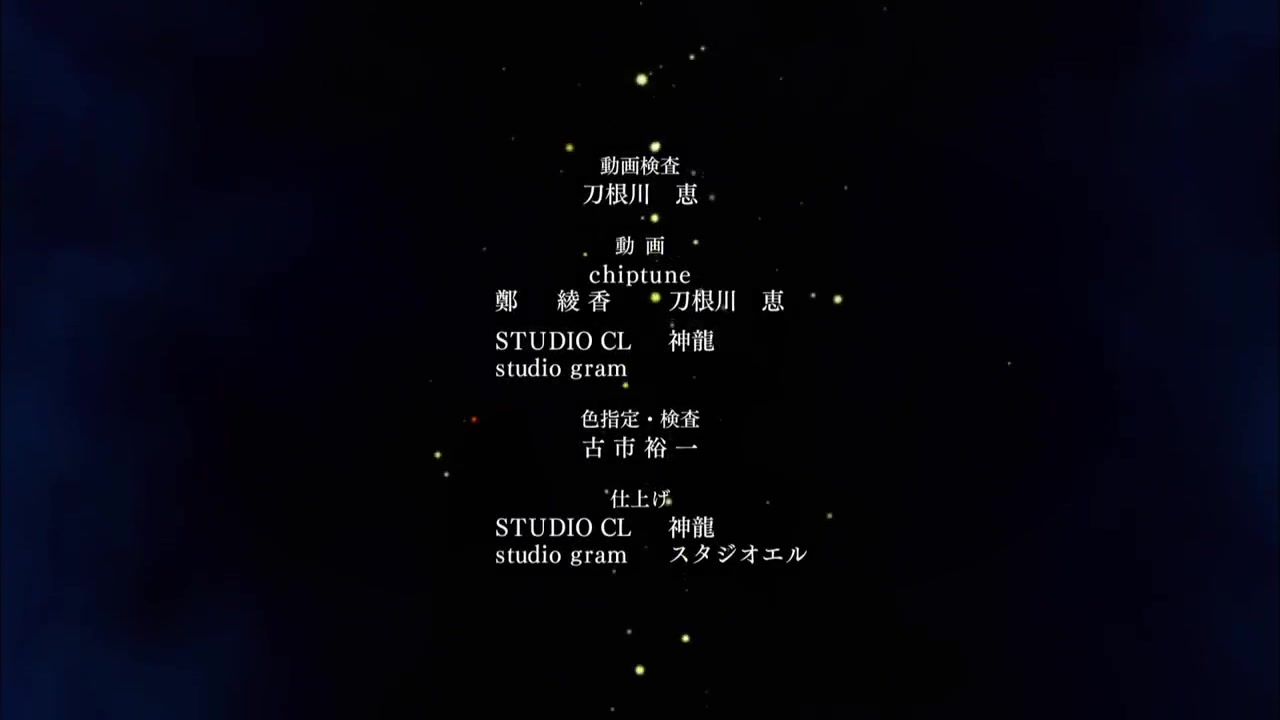 動画検査
刀根川　恵
動 画
chiptune
鄭　綾 香　刀根川　恵
STUDIO CL　神龍
studio gram
色指定・検査
古 市 裕 一
仕上げ
STUDIO CL　神龍
studio gram　スタジオエル